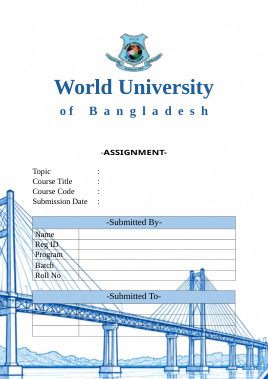 World University
of Bangladesh
-ASSIGNMENT-
Topic :
Course Title :
Course Code :
Submission Date :
-Submitted By-
Name
Reg ID
Program
Batch
Roll No
-Submitted To-